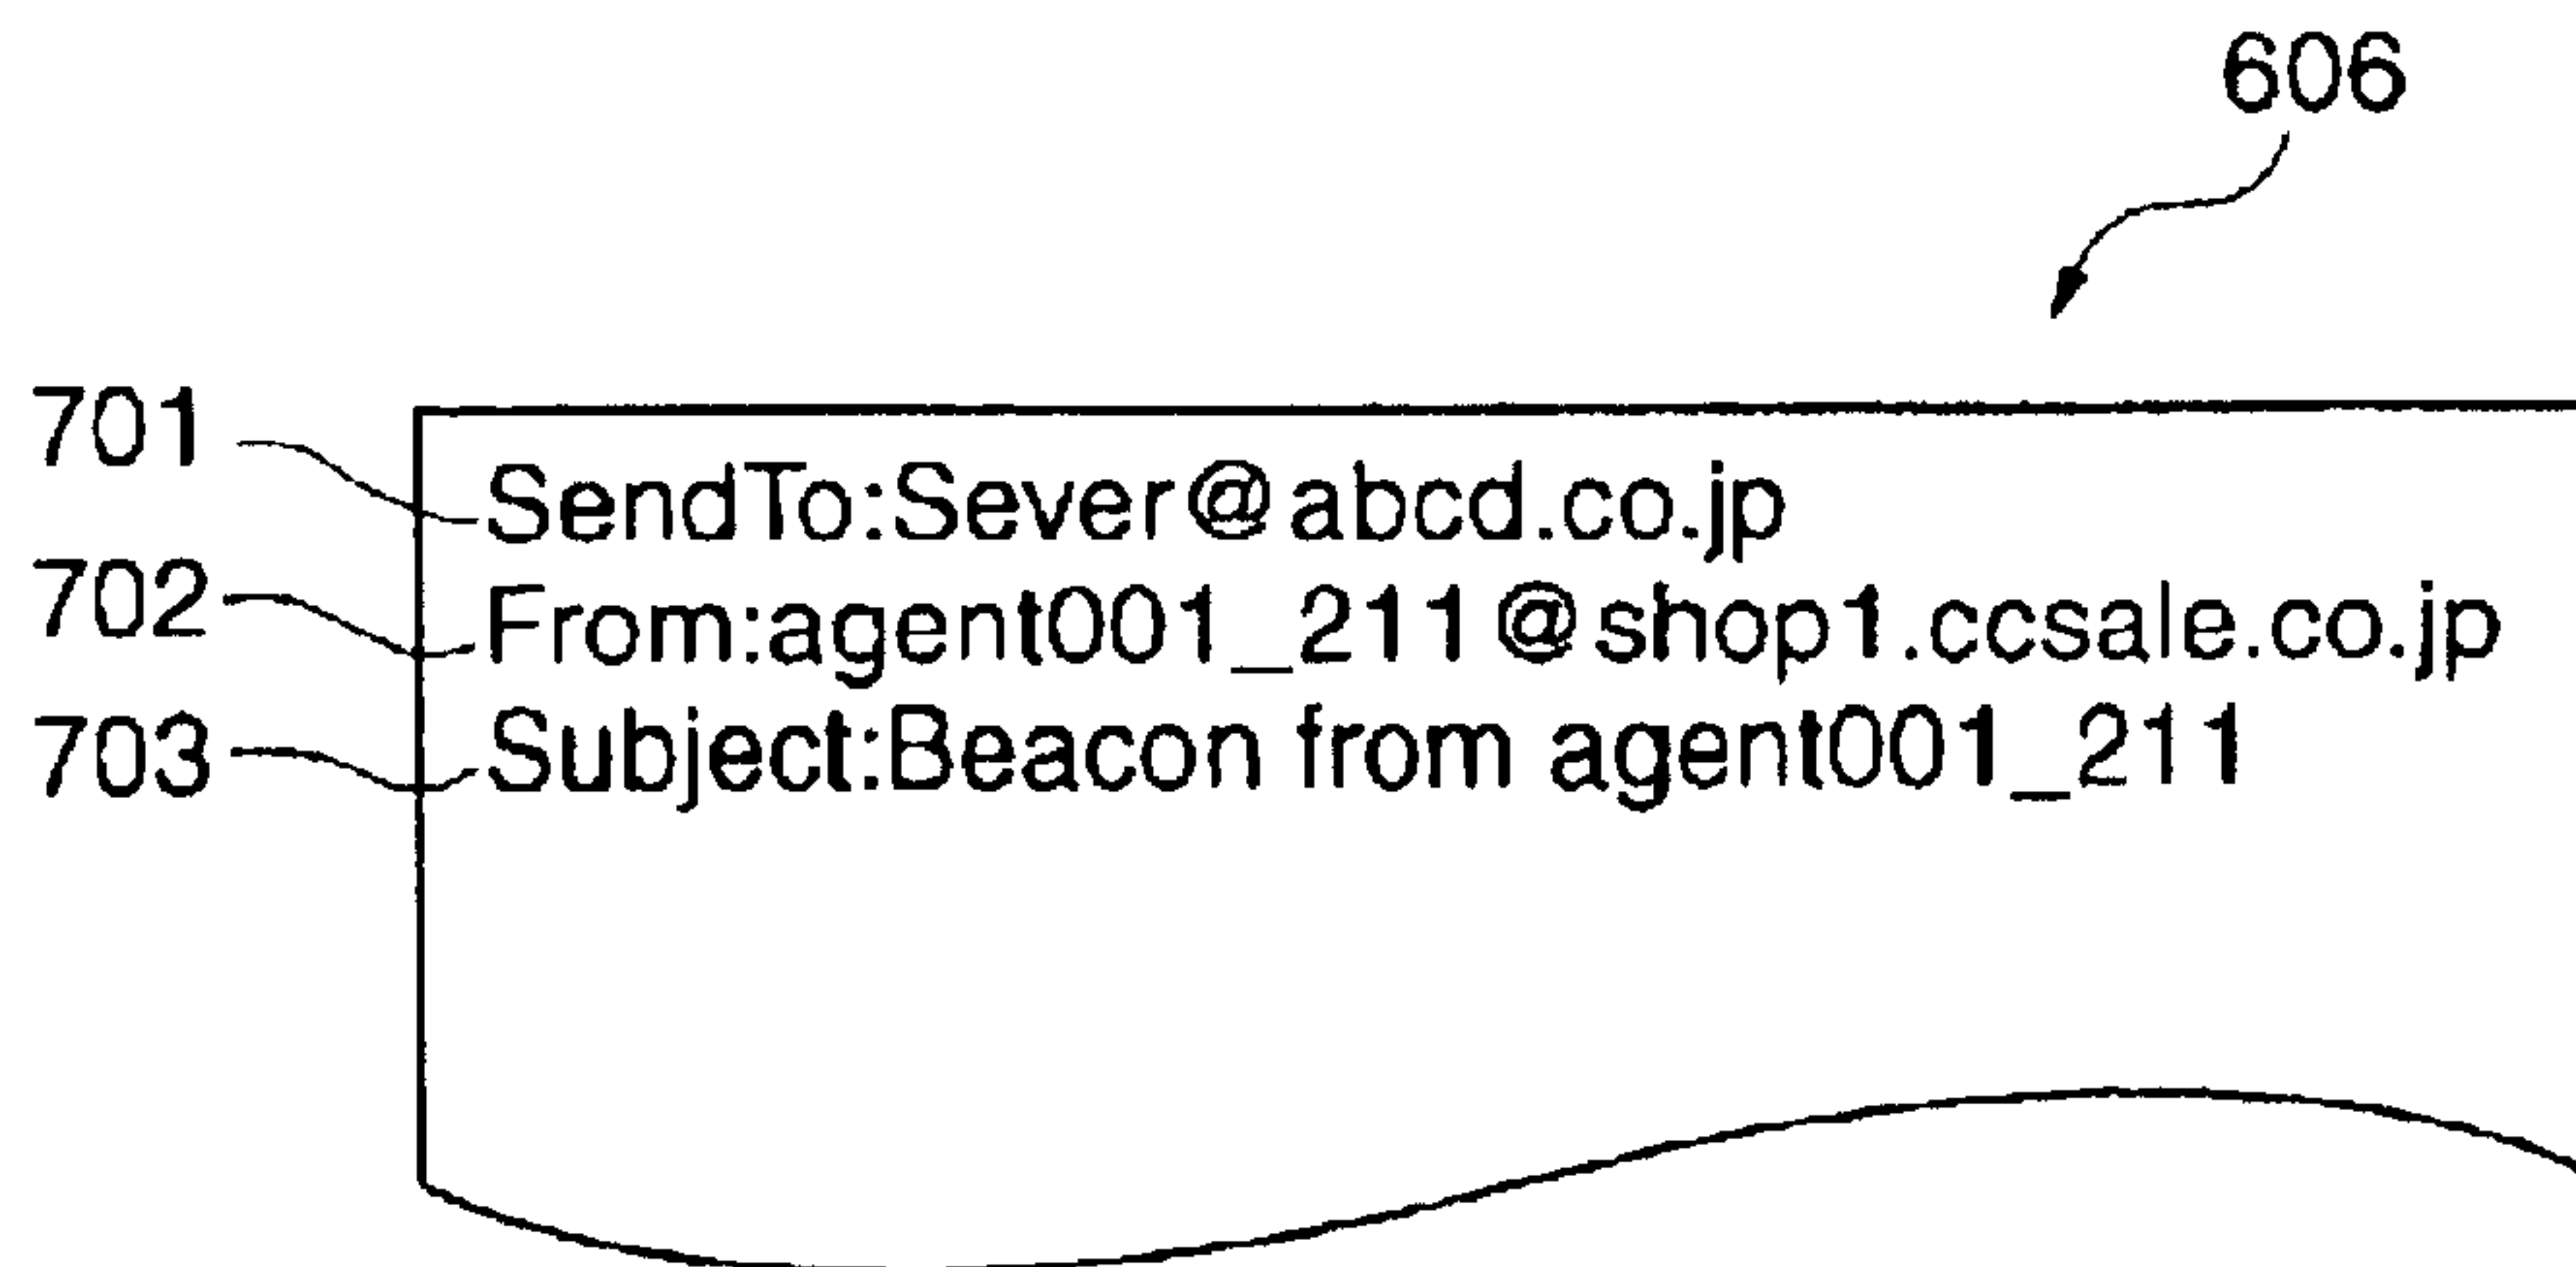 606
701 SendTo:Sever@abcd.co.jp
702 From:agent001_211@shop1.ccsale.co.jp
703 Subject:Beacon from agent001_211